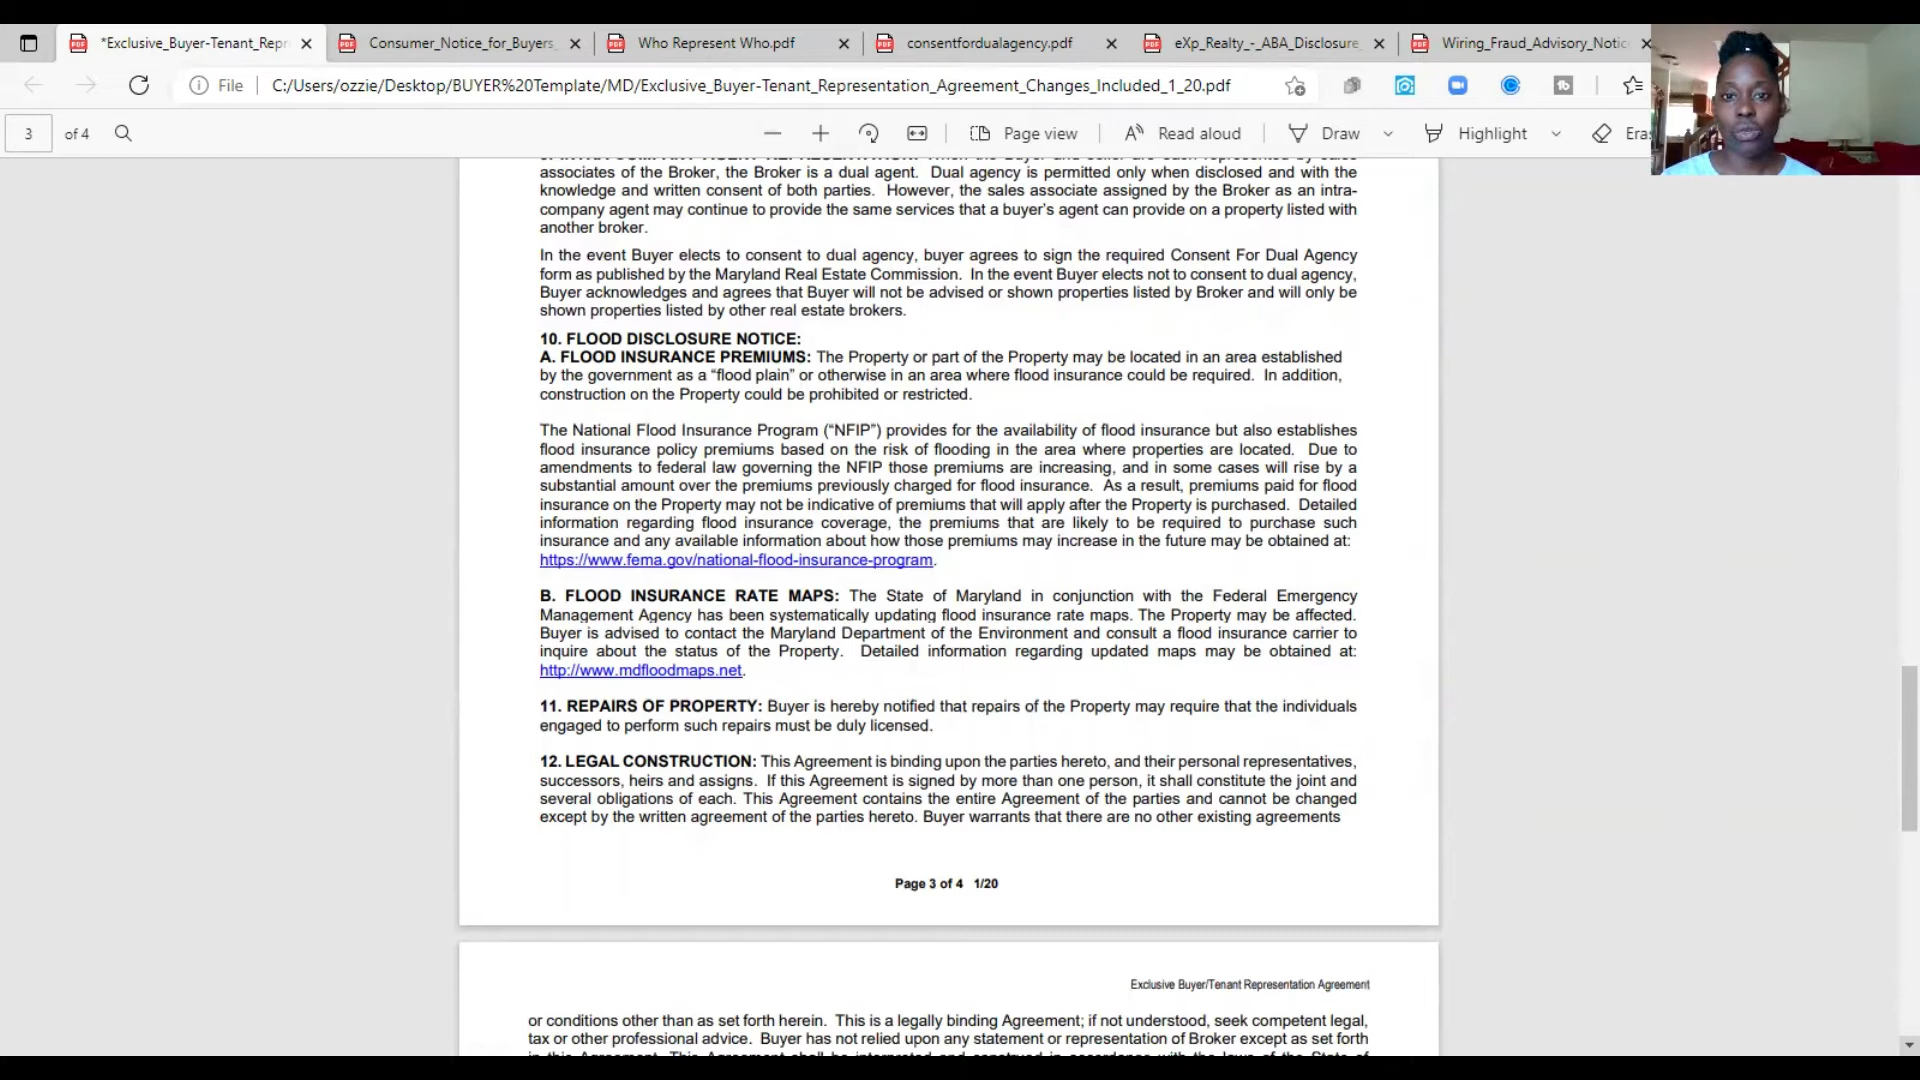 *Exclusive_Buyer-Tenant_Repr
Consumer_Notice_for_Buyers_
Who Represent Who.pdf
consentfordualagency.pdf
eXp_Realty_-_ABA_Disclosure_
Wiring_Fraud_Advisory_Notic
File
C:/Users/ozzie/Desktop/BUYER%20Template/MD/Exclusive_Buyer-Tenant_Representation_Agreement_Changes_Included_1_20.pdf
3 of 4
Page view
Read aloud
Draw
Highlight
Eras
associates of the Broker, the Broker is a dual agent. Dual agency is permitted only when disclosed and with the
knowledge and written consent of both parties. However, the sales associate assigned by the Broker as an intra-
company agent may continue to provide the same services that a buyer's agent can provide on a property listed with
another broker.
In the event Buyer elects to consent to dual agency, buyer agrees to sign the required Consent For Dual Agency
form as published by the Maryland Real Estate Commission. In the event Buyer elects not to consent to dual agency,
Buyer acknowledges and agrees that Buyer will not be advised or shown properties listed by Broker and will only be
shown properties listed by other real estate brokers.
10. FLOOD DISCLOSURE NOTICE:
A. FLOOD INSURANCE PREMIUMS: The Property or part of the Property may be located in an area established
by the government as a “flood plain” or otherwise in an area where flood insurance could be required. In addition,
construction on the Property could be prohibited or restricted.
The National Flood Insurance Program (“NFIP”) provides for the availability of flood insurance but also establishes
flood insurance policy premiums based on the risk of flooding in the area where properties are located. Due to
amendments to federal law governing the NFIP those premiums are increasing, and in some cases will rise by a
substantial amount over the premiums previously charged for flood insurance. As a result, premiums paid for flood
insurance on the Property may not be indicative of premiums that will apply after the Property is purchased. Detailed
information regarding flood insurance coverage, the premiums that are likely to be required to purchase such
insurance and any available information about how those premiums may increase in the future may be obtained at:
https://www.fema.gov/national-flood-insurance-program.
B. FLOOD INSURANCE RATE MAPS: The State of Maryland in conjunction with the Federal Emergency
Management Agency has been systematically updating flood insurance rate maps. The Property may be affected.
Buyer is advised to contact the Maryland Department of the Environment and consult a flood insurance carrier to
inquire about the status of the Property. Detailed information regarding updated maps may be obtained at:
http://www.mdfloodmaps.net.
11. REPAIRS OF PROPERTY: Buyer is hereby notified that repairs of the Property may require that the individuals
engaged to perform such repairs must be duly licensed.
12. LEGAL CONSTRUCTION: This Agreement is binding upon the parties hereto, and their personal representatives,
successors, heirs and assigns. If this Agreement is signed by more than one person, it shall constitute the joint and
several obligations of each. This Agreement contains the entire Agreement of the parties and cannot be changed
except by the written agreement of the parties hereto. Buyer warrants that there are no other existing agreements
Page 3 of 4 1/20
Exclusive Buyer/Tenant Representation Agreement
or conditions other than as set forth herein. This is a legally binding Agreement; if not understood, seek competent legal,
tax or other professional advice. Buyer has not relied upon any statement or representation of Broker except as set forth